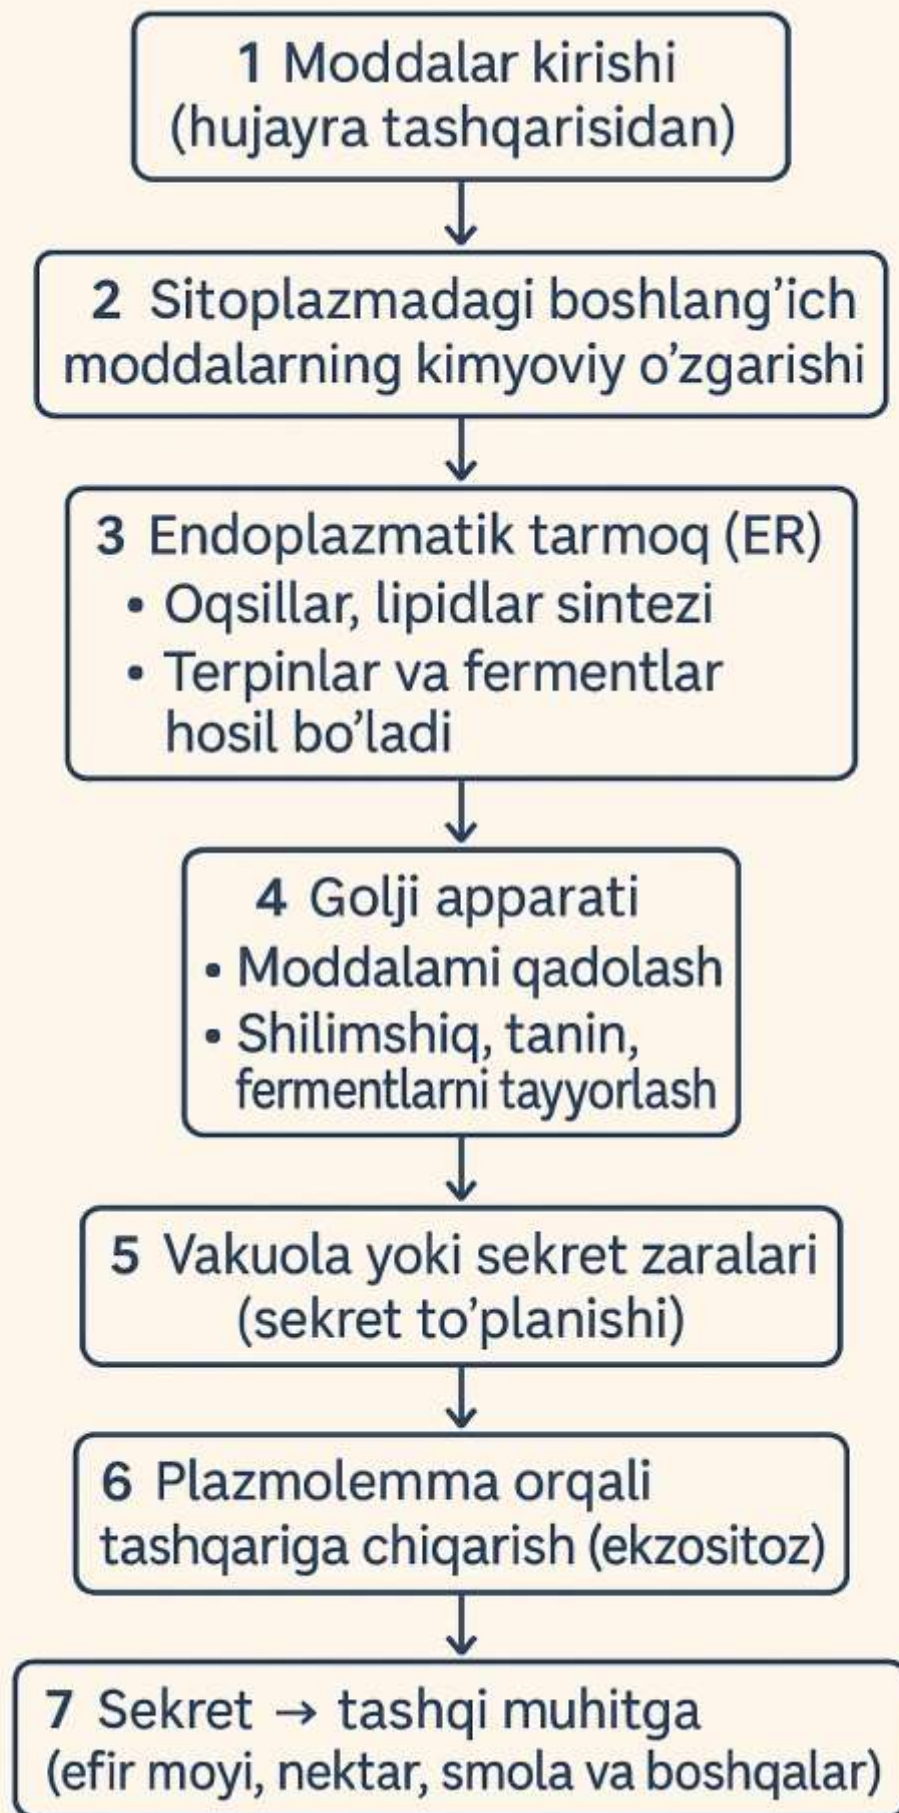 1 Moddalar kirishi
(hujayra tashqarisidan)
2 Sitoplazmadagi boshlang’ich
moddalarning kimyoviy o’zgarishi
3 Endoplazmatik tarmoq (ER)
• Oqsillar, lipidlar sintezi
• Terpinlar va fermentlar
hosil bo’ladi
4 Golji apparati
• Moddalami qadolash
• Shilimshiq, tanin,
fermentlarni tayyorlash
5 Vakuola yoki sekret zaralari
(sekret to’planishi)
6 Plazmolemma orqali
tashqariga chiqarish (ekzositoz)
7 Sekret → tashqi muhitga
(efir moyi, nektar, smola va boshqalar)